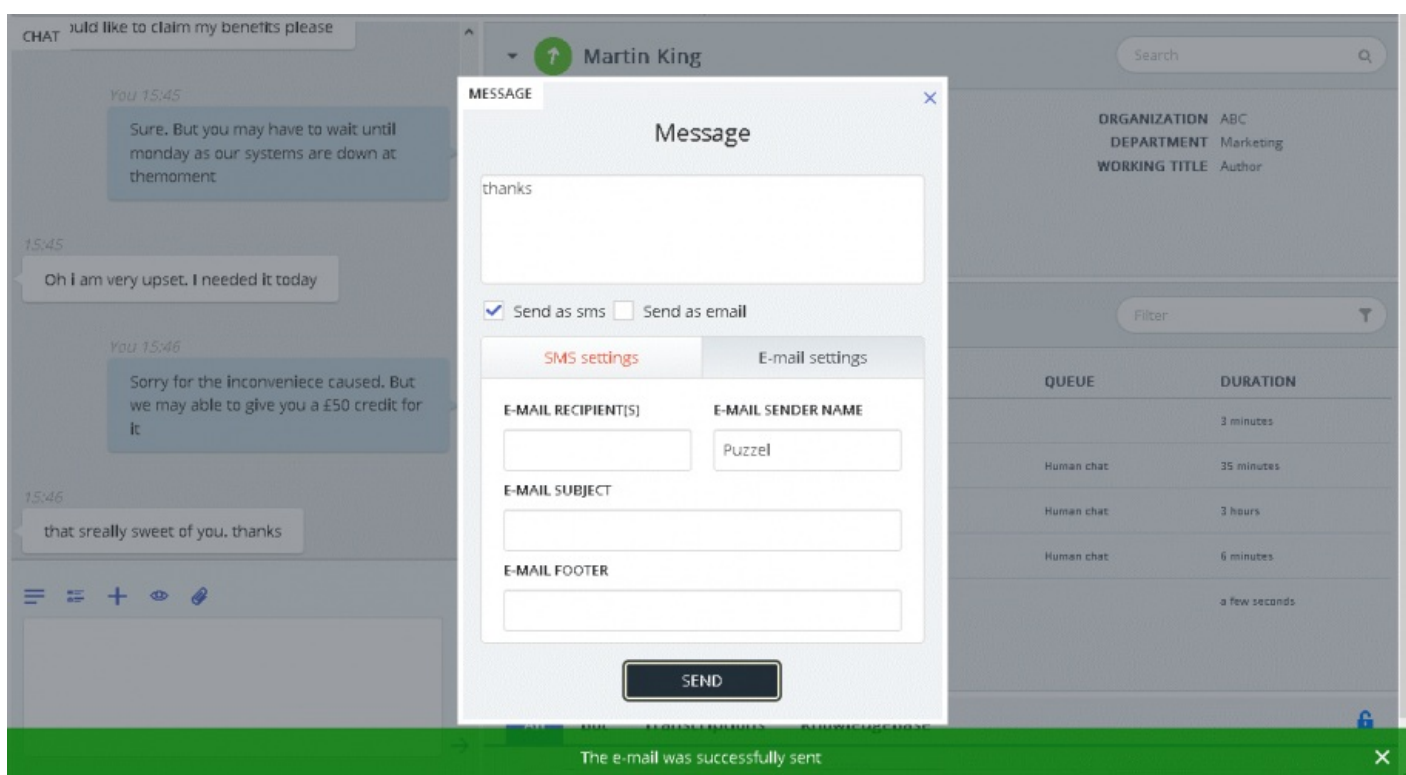 CHAT
ould like to claim my benefits please
You 15:45
Sure. But you may have to wait until
monday as our systems are down at
themoment
15:45
Oh i am very upset. I needed it today
You 15:46
Sorry for the inconveniece caused. But
we may able to give you a £50 credit for
it
15:46
that sreally sweet of you. thanks
Martin King
Search
ORGANIZATION ABC
DEPARTMENT Marketing
WORKING TITLE Author
Filter
QUEUE DURATION
3 minutes
Human chat 35 minutes
Human chat 3 hours
Human chat 6 minutes
a few seconds
MESSAGE
Message
thanks
Send as sms Send as email
SMS settings E-mail settings
E-MAIL RECIPIENT(S) E-MAIL SENDER NAME
Puzzel
E-MAIL SUBJECT
E-MAIL FOOTER
SEND
Transcriptions Knowledgebase
The e-mail was successfully sent